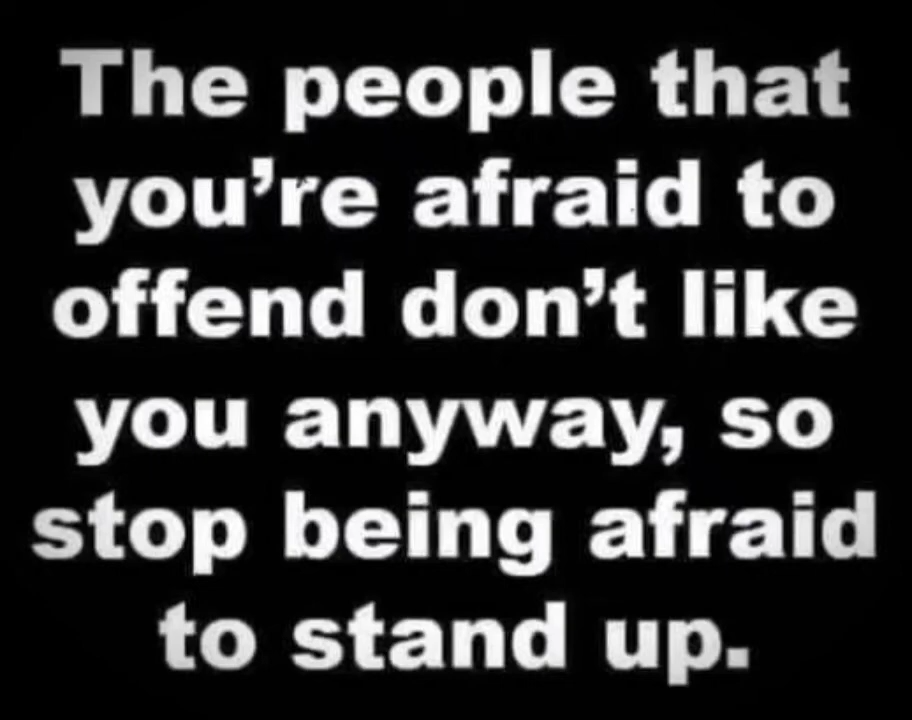 The people that
you’re afraid to
offend don’t like
you anyway, so
stop being afraid
to stand up.